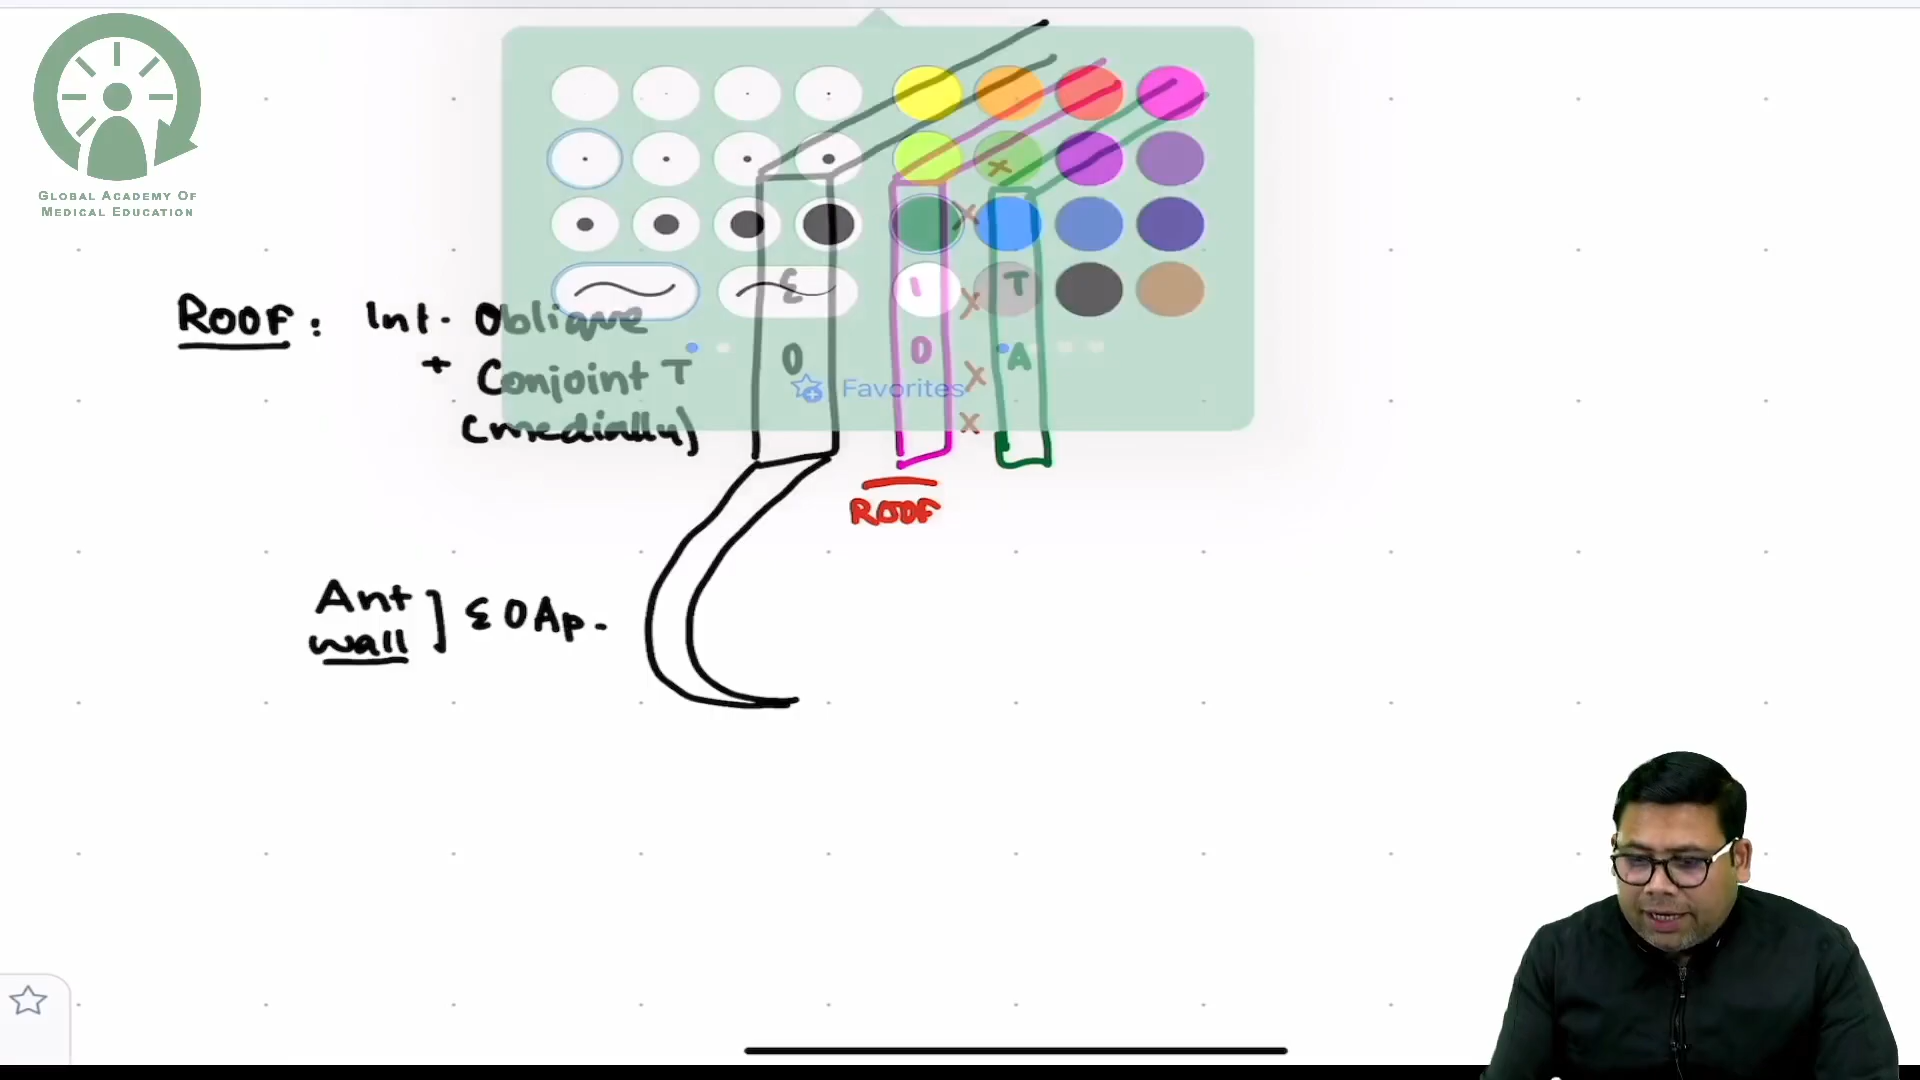 GLOBAL ACADEMY OF
MEDICAL EDUCATION
ROOF : Int. Oblique
+ Conjoint T
(medially)
E
O
I
O
T
A
Favorites
ROOF
Ant
wall ] EOAp.